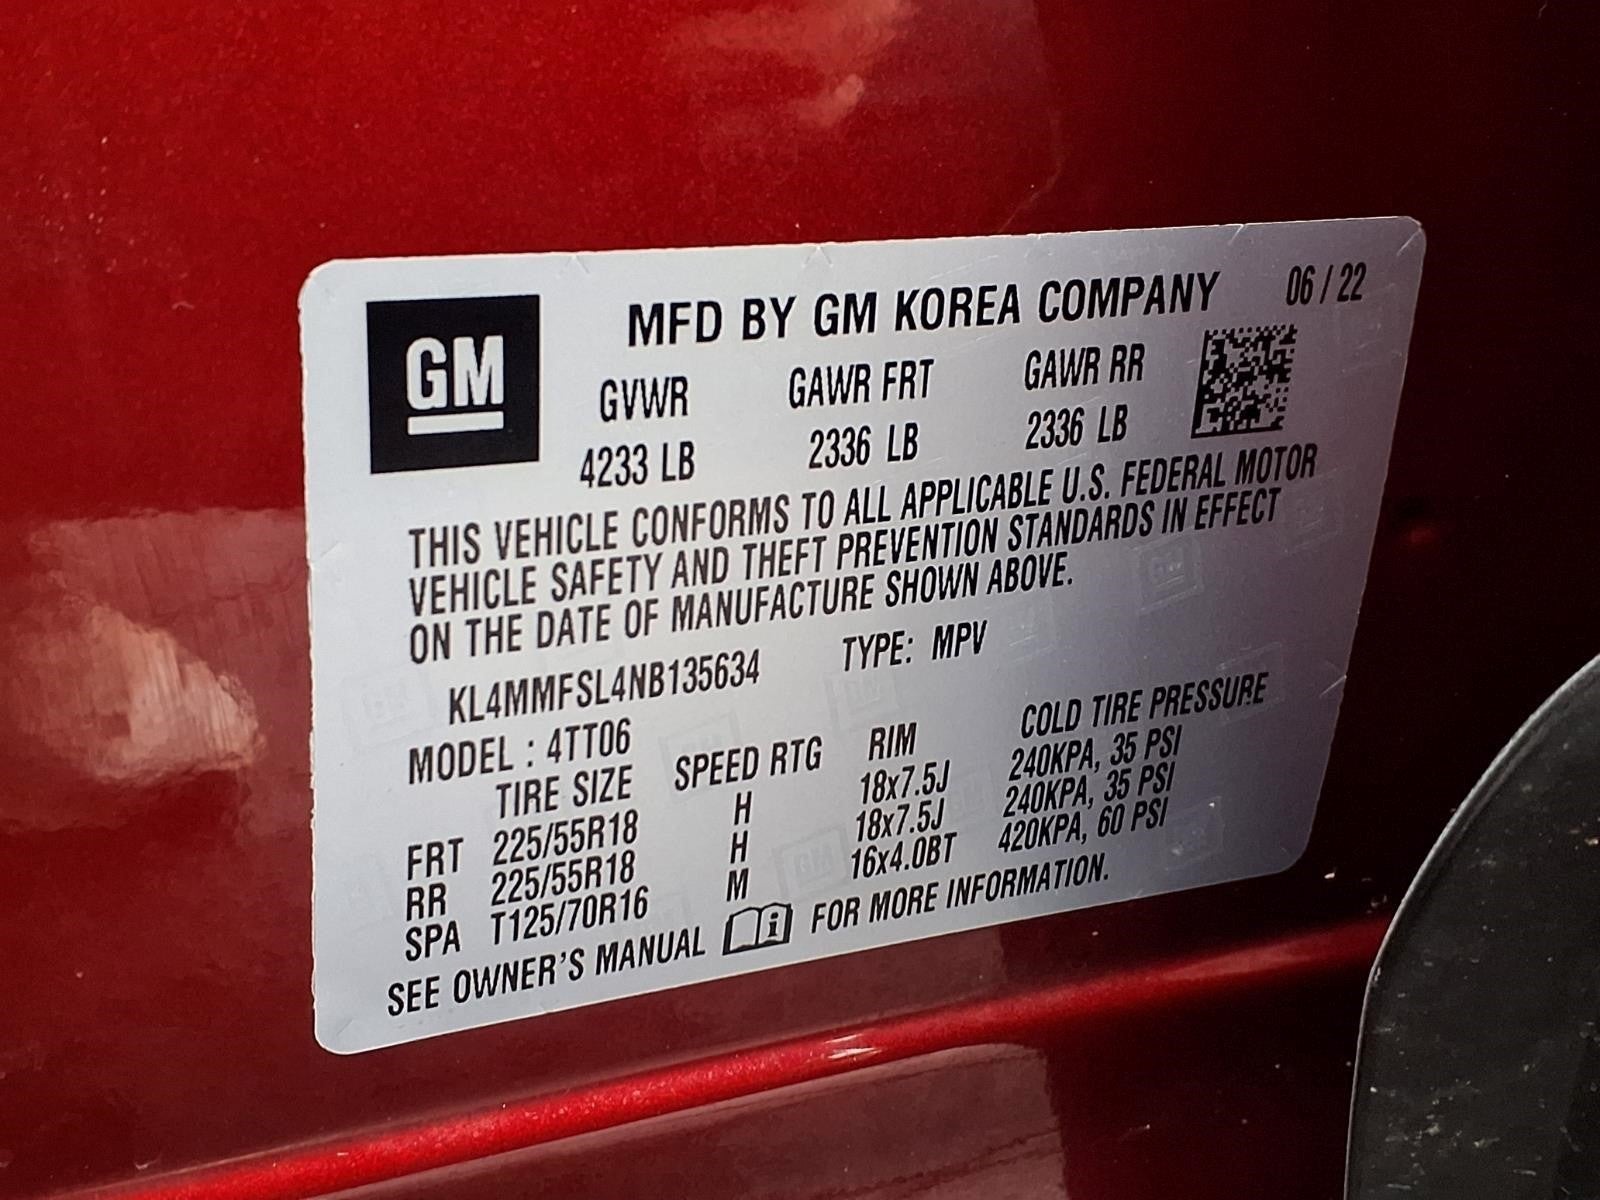 GM
MFD BY GM KOREA COMPANY 06 / 22
GVWR GAWR FRT GAWR RR
4233 LB 2336 LB 2336 LB
THIS VEHICLE CONFORMS TO ALL APPLICABLE U.S. FEDERAL MOTOR
VEHICLE SAFETY AND THEFT PREVENTION STANDARDS IN EFFECT
ON THE DATE OF MANUFACTURE SHOWN ABOVE.
KL4MMFSL4NB135634 TYPE: MPV
MODEL : 4TT06
TIRE SIZE SPEED RTG RIM COLD TIRE PRESSURE
FRT 225/55R18 H 18x7.5J 240KPA, 35 PSI
RR 225/55R18 H 18x7.5J 240KPA, 35 PSI
SPA T125/70R16 M 16x4.0BT 420KPA, 60 PSI
SEE OWNER'S MANUAL i FOR MORE INFORMATION.